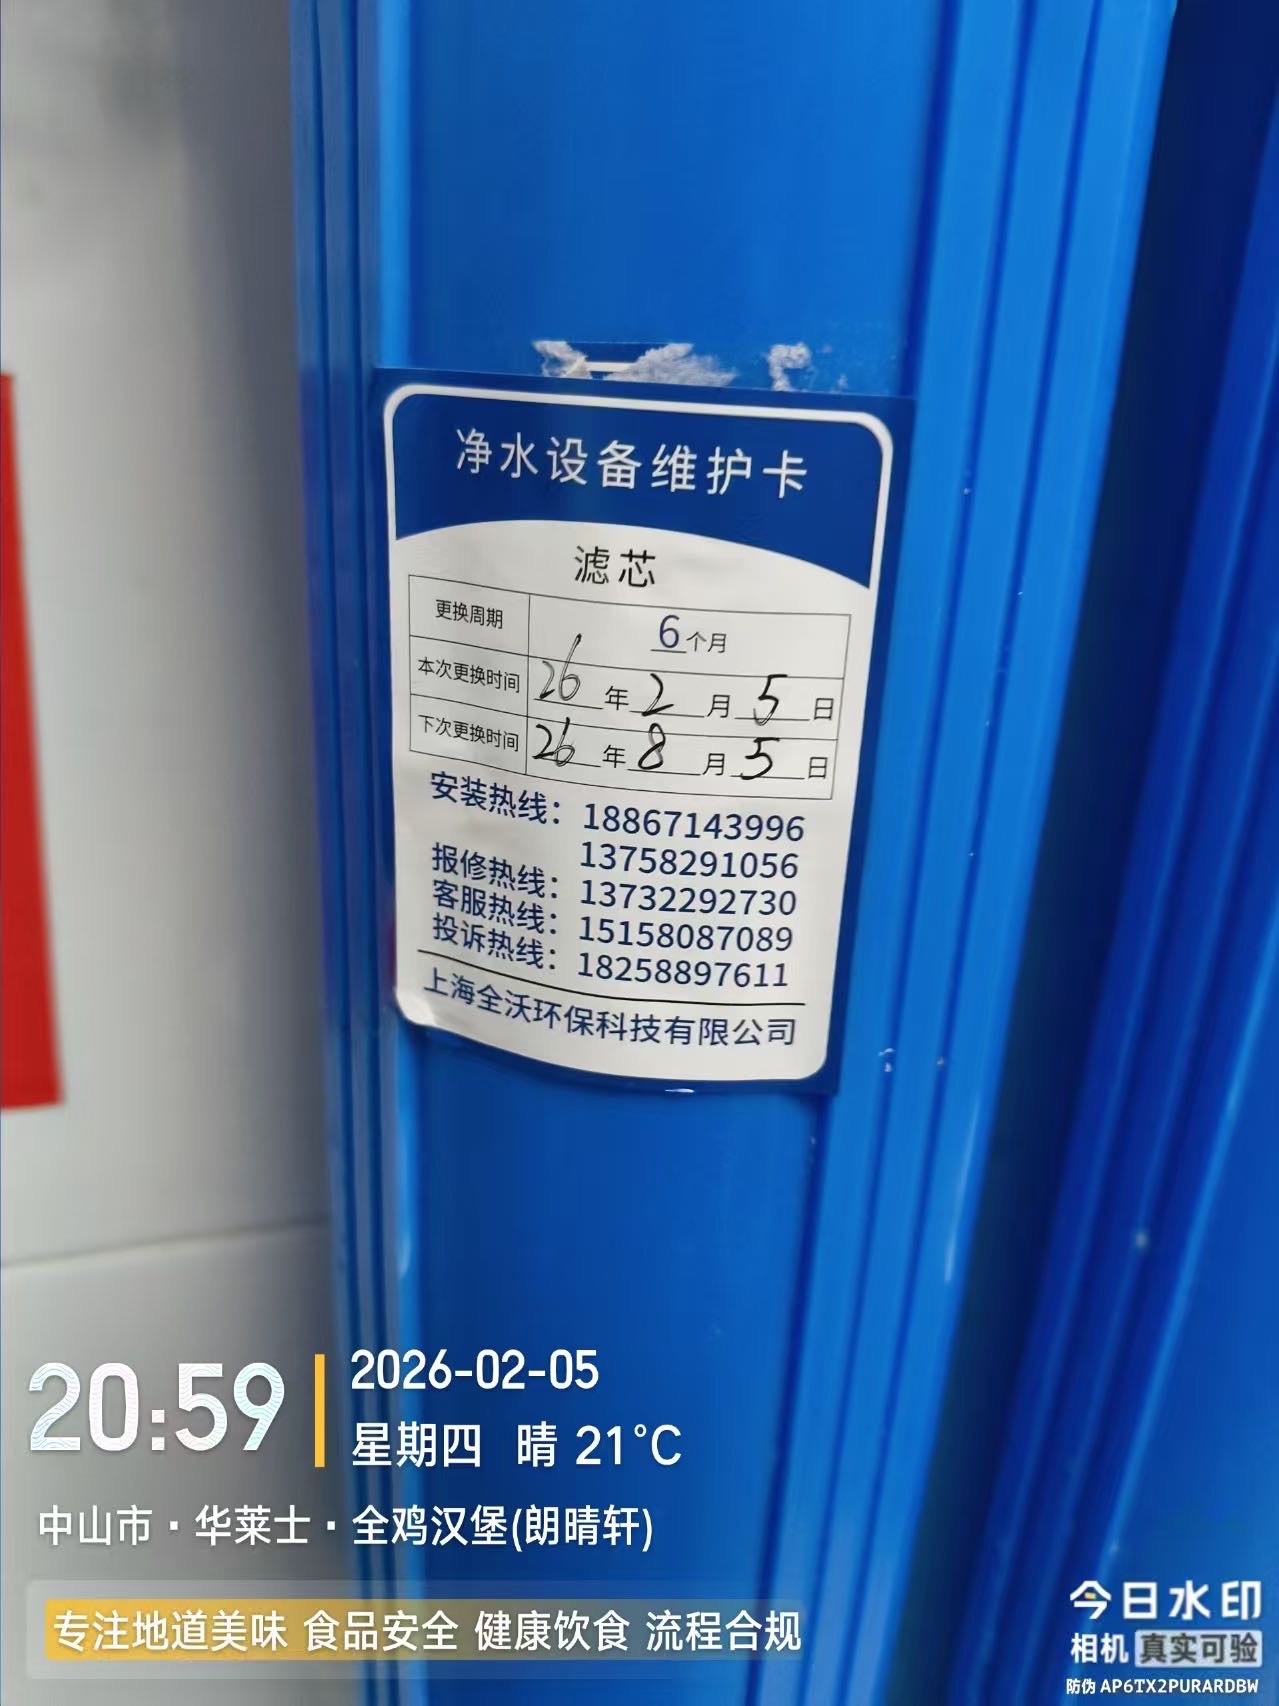 净水设备维护卡
滤芯
更换周期 6个月
本次更换时间 26年2月5日
下次更换时间 26年8月5日
安装热线：18867143996
13758291056
报修热线：13732292730
客服热线：15158087089
投诉热线：18258897611
上海全沃环保科技有限公司
20:59
2026-02-05
星期四 晴 21°C
中山市·华莱士·全鸡汉堡(朗晴轩)
专注地道美味 食品安全 健康饮食 流程合规
今日水印
相机 真实可验
防伪 AP6TX2PURARDBW